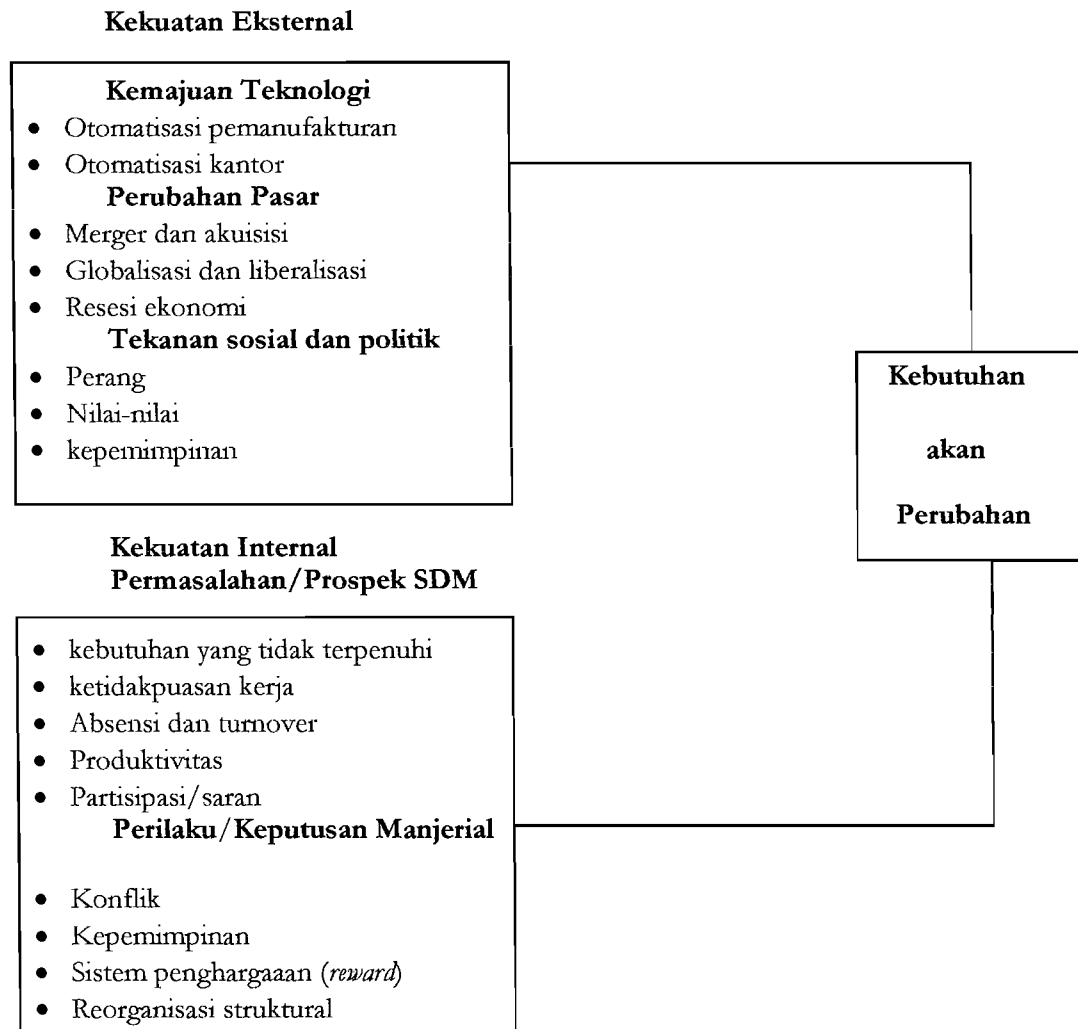 Kekuatan Eksternal
Kemajuan Teknologi
• Otomatisasi pemanufakturan
• Otomatisasi kantor
Perubahan Pasar
• Merger dan akuisisi
• Globalisasi dan liberalisasi
• Resesi ekonomi
Tekanan sosial dan politik
• Perang
• Nilai-nilai
• kepemimpinan
Kebutuhan
akan
Perubahan
Kekuatan Internal
Permasalahan/Prospek SDM
• kebutuhan yang tidak terpenuhi
• ketidakpuasan kerja
• Absensi dan turnover
• Produktivitas
• Partisipasi/saran
Perilaku/Keputusan Manjerial
• Konflik
• Kepemimpinan
• Sistem penghargaaan (reward)
• Reorganisasi struktural